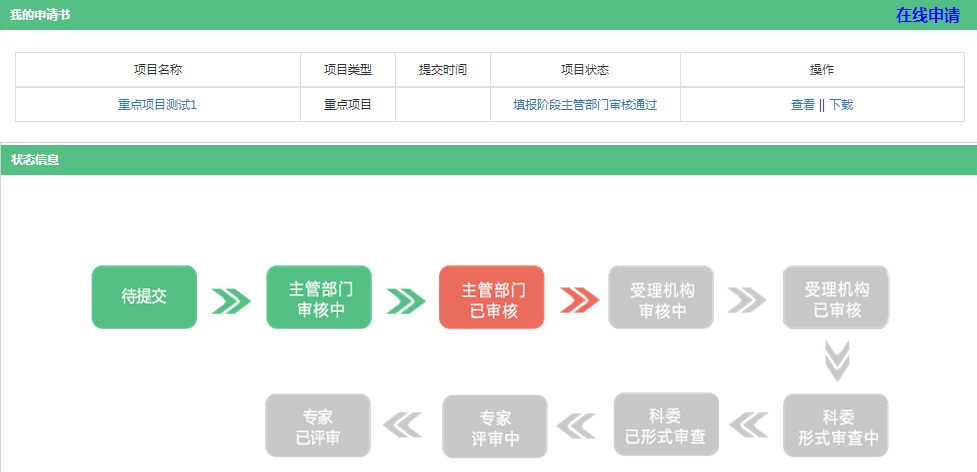 我的申请书
在线申请
项目名称 项目类型 提交时间 项目状态 操作
重点项目测试1 重点项目 填报阶段主管部门审核通过 查看 || 下载
状态信息
待提交
主管部门
审核中
主管部门
已审核
受理机构
审核中
受理机构
已审核
科委
形式审查中
科委
已形式审查
专家
评审中
专家
已评审